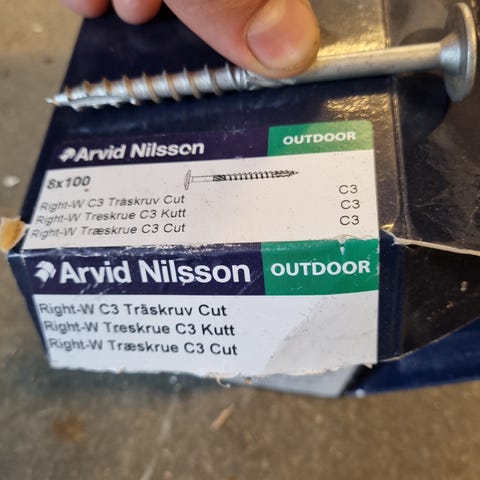 Arvid Nilsson OUTDOOR
8x100
Right-W C3 Träskruv Cut C3
Right-W Treskrue C3 Kutt C3
Right-W Træskrue C3 Cut C3
Arvid Nilsson OUTDOOR
Right-W C3 Träskruv Cut
Right-W Treskrue C3 Kutt
Right-W Træskrue C3 Cut